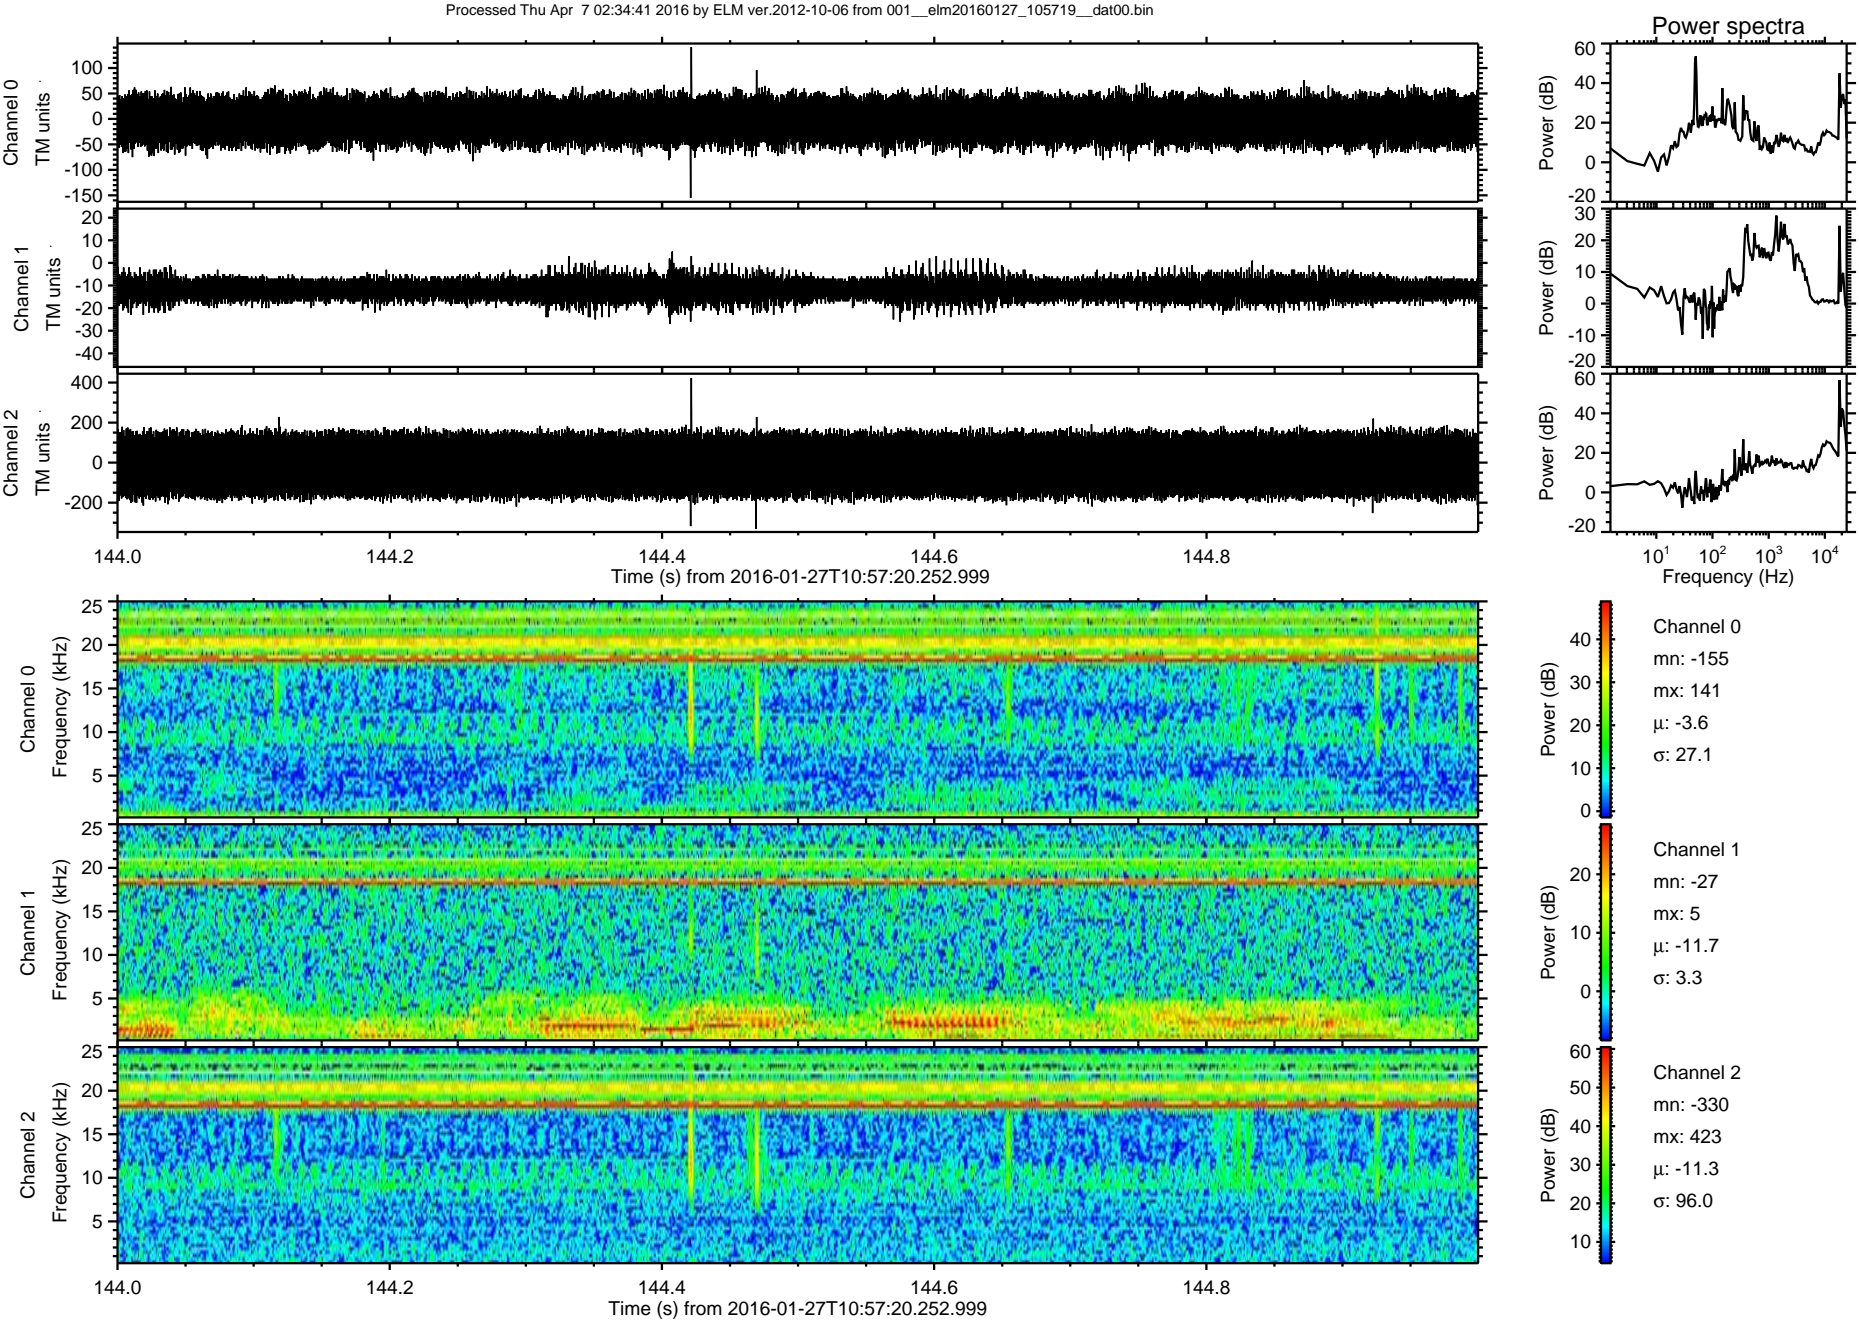 Processed Thu Apr  7 02:34:41 2016 by ELM ver.2012-10-06 from 001__elm20160127_105719__dat00.bin
Power spectra
Channel 0
TM units
100
50
0
-50
-100
-150
Power (dB)
60
40
20
0
-20
Channel 1
TM units
20
10
0
-10
-20
-30
-40
Power (dB)
30
20
10
0
-10
-20
Channel 2
TM units
400
200
0
-200
Power (dB)
60
40
20
0
-20
144.0 144.2 144.4 144.6 144.8
Time (s) from 2016-01-27T10:57:20.252.999
10¹ 10² 10³ 10⁴
Frequency (Hz)
Channel 0
Frequency (kHz)
25
20
15
10
5
Power (dB)
40
30
20
10
0
Channel 0
mn: -155
mx: 141
μ: -3.6
σ: 27.1
Channel 1
Frequency (kHz)
25
20
15
10
5
Power (dB)
20
10
0
Channel 1
mn: -27
mx: 5
μ: -11.7
σ: 3.3
Channel 2
Frequency (kHz)
25
20
15
10
5
Power (dB)
60
50
40
30
20
10
Channel 2
mn: -330
mx: 423
μ: -11.3
σ: 96.0
144.0 144.2 144.4 144.6 144.8
Time (s) from 2016-01-27T10:57:20.252.999